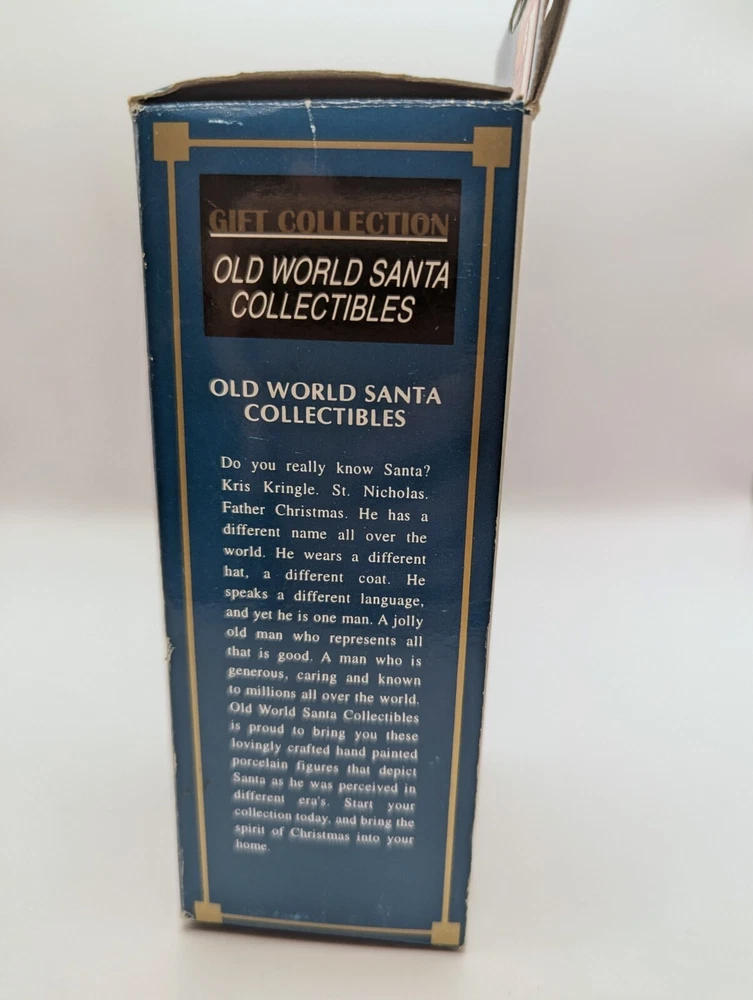 GIFT COLLECTION
OLD WORLD SANTA
COLLECTIBLES
OLD WORLD SANTA
COLLECTIBLES
Do you really know Santa?
Kris Kringle. St. Nicholas.
Father Christmas. He has a
different name all over the
world. He wears a different
hat, a different coat. He
speaks a different language,
and yet he is one man. A jolly
old man who represents all
that is good. A man who is
generous, caring and known
to millions all over the world.
Old World Santa Collectibles
is proud to bring you these
lovingly crafted hand painted
porcelain figures that depict
Santa as he was perceived in
different era's. Start your
collection today, and bring the
spirit of Christmas into your
home.